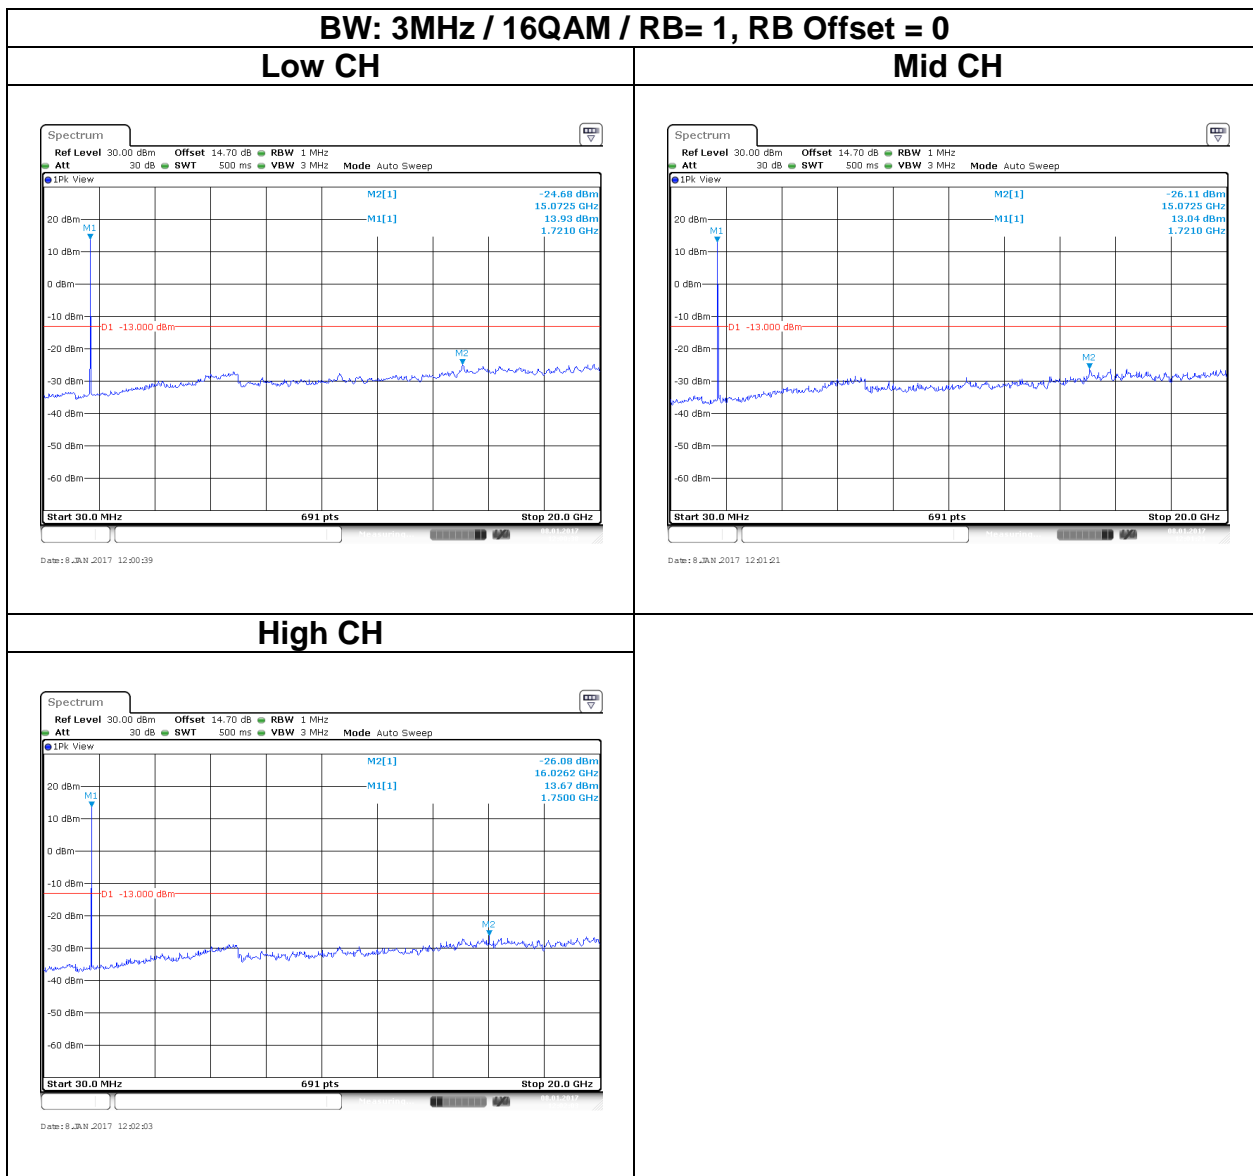 BW: 3MHz / 16QAM / RB= 1, RB Offset = 0
Low CH
Mid CH
Spectrum
Ref Level 30.00 dBm Offset 14.70 dB RBW 1 MHz
Att 30 dB SWT 500 ms VBW 3 MHz Mode Auto Sweep
1Pk View
M2[1] -24.68 dBm
15.0725 GHz
M1[1] 13.93 dBm
1.7210 GHz
20 dBm
M1
10 dBm
0 dBm
-10 dBm
D1 -13.000 dBm
-20 dBm
M2
-30 dBm
-40 dBm
-50 dBm
-60 dBm
Start 30.0 MHz 691 pts Stop 20.0 GHz
Measuring 08.01.2017
Date: 8.JAN.2017 12:00:39
Spectrum
Ref Level 30.00 dBm Offset 14.70 dB RBW 1 MHz
Att 30 dB SWT 500 ms VBW 3 MHz Mode Auto Sweep
1Pk View
M2[1] -26.11 dBm
15.0725 GHz
M1[1] 13.04 dBm
1.7210 GHz
20 dBm
M1
10 dBm
0 dBm
-10 dBm
D1 -13.000 dBm
-20 dBm
M2
-30 dBm
-40 dBm
-50 dBm
-60 dBm
Start 30.0 MHz 691 pts Stop 20.0 GHz
Measuring 08.01.2017
Date: 8.JAN.2017 12:01:21
High CH
Spectrum
Ref Level 30.00 dBm Offset 14.70 dB RBW 1 MHz
Att 30 dB SWT 500 ms VBW 3 MHz Mode Auto Sweep
1Pk View
M2[1] -26.08 dBm
16.0262 GHz
M1[1] 13.67 dBm
1.7500 GHz
20 dBm
M1
10 dBm
0 dBm
-10 dBm
D1 -13.000 dBm
-20 dBm
M2
-30 dBm
-40 dBm
-50 dBm
-60 dBm
Start 30.0 MHz 691 pts Stop 20.0 GHz
Measuring 08.01.2017
Date: 8.JAN.2017 12:02:03